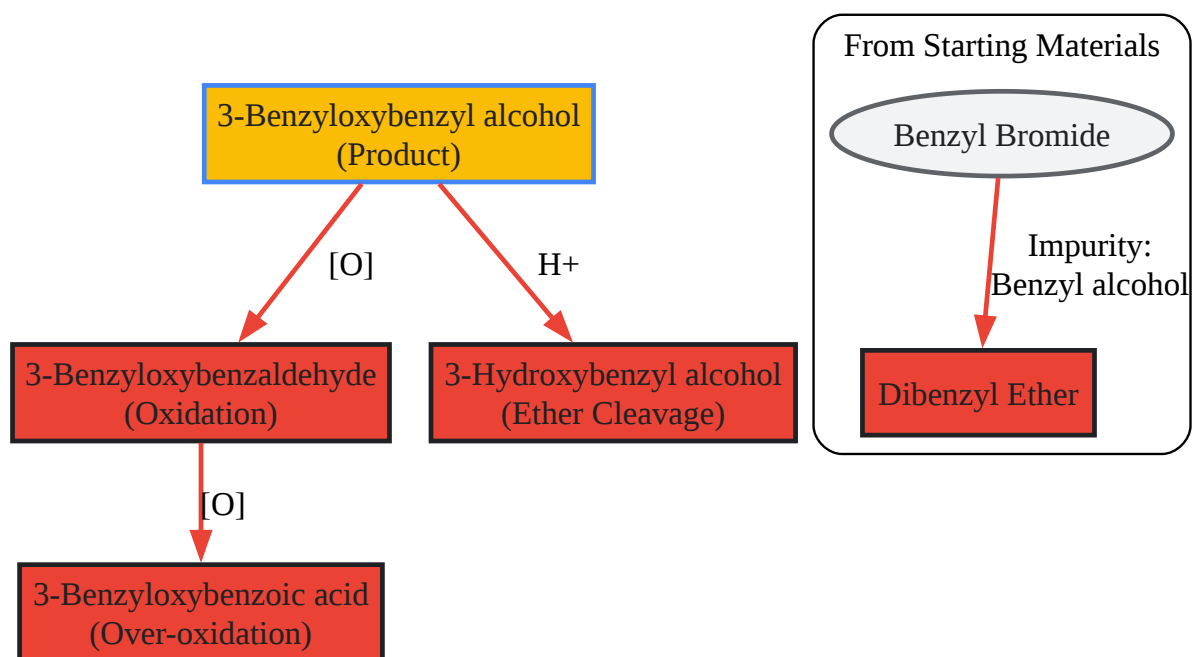 From Starting Materials
3-Benzyloxybenzyl alcohol
(Product)
Benzyl Bromide
[O]
H+
Impurity:
Benzyl alcohol
3-Benzyloxybenzaldehyde
(Oxidation)
3-Hydroxybenzyl alcohol
(Ether Cleavage)
Dibenzyl Ether
[O]
3-Benzyloxybenzoic acid
(Over-oxidation)